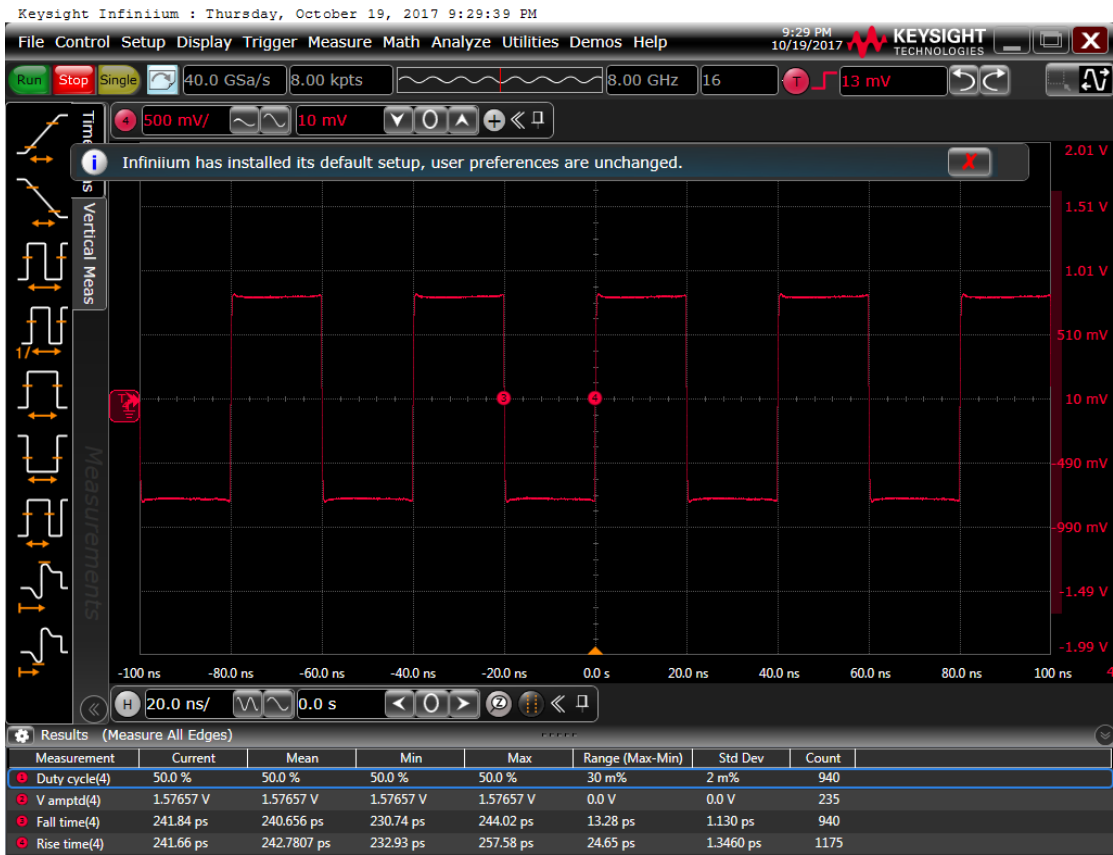 Keysight Infiniium : Thursday, October 19, 2017 9:29:39 PM
File Control Setup Display Trigger Measure Math Analyze Utilities Demos Help
9:29 PM
10/19/2017
KEYSIGHT
TECHNOLOGIES
Run Stop Single 40.0 GSa/s 8.00 kpts 8.00 GHz 16 T 13 mV
4 500 mV/ 10 mV
Infiniium has installed its default setup, user preferences are unchanged.
Vertical Meas
Measurements
1/
2.01 V
1.51 V
1.01 V
510 mV
10 mV
-490 mV
-990 mV
-1.49 V
-1.99 V
3 4
-100 ns -80.0 ns -60.0 ns -40.0 ns -20.0 ns 0.0 s 20.0 ns 40.0 ns 60.0 ns 80.0 ns 100 ns
H 20.0 ns/ 0.0 s
Results (Measure All Edges)
Measurement Current Mean Min Max Range (Max-Min) Std Dev Count
1 Duty cycle(4) 50.0 % 50.0 % 50.0 % 50.0 % 30 m% 2 m% 940
2 V amptd(4) 1.57657 V 1.57657 V 1.57657 V 1.57657 V 0.0 V 0.0 V 235
3 Fall time(4) 241.84 ps 240.656 ps 230.74 ps 244.02 ps 13.28 ps 1.130 ps 940
4 Rise time(4) 241.66 ps 242.7807 ps 232.93 ps 257.58 ps 24.65 ps 1.3460 ps 1175